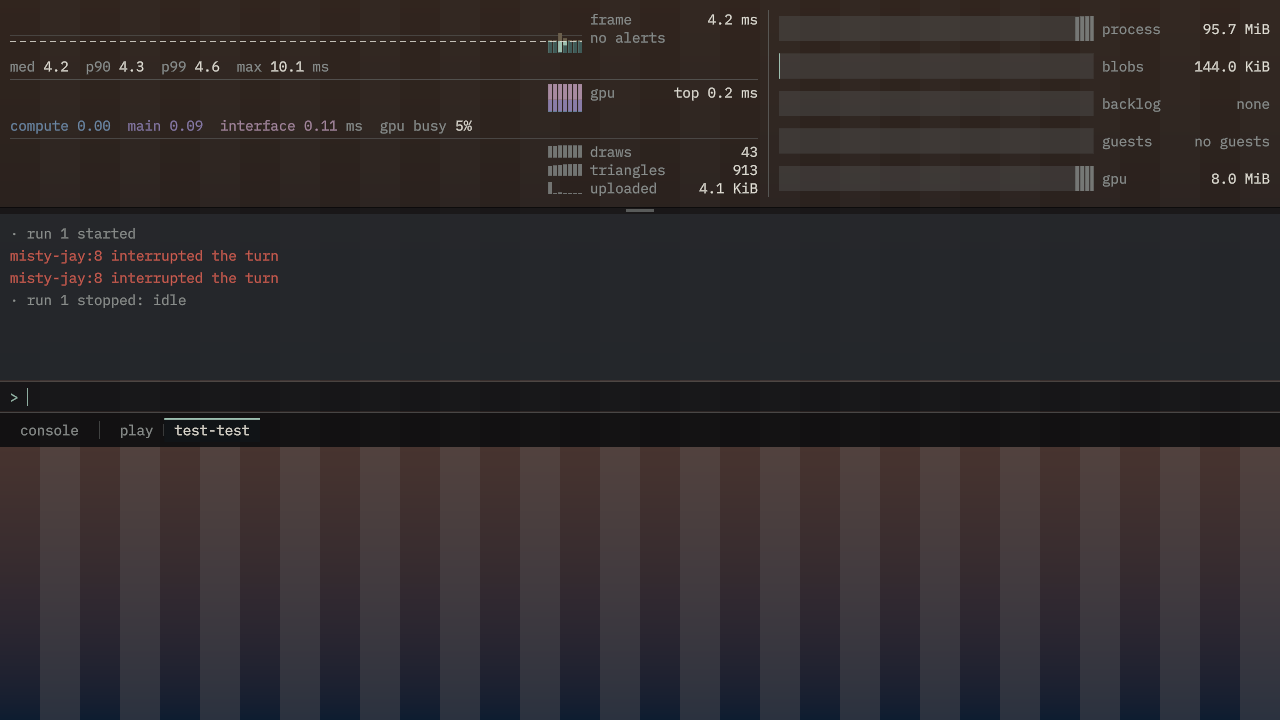 frame 4.2 ms
no alerts
med 4.2 p90 4.3 p99 4.6 max 10.1 ms
gpu top 0.2 ms
compute 0.00 main 0.09 interface 0.11 ms gpu busy 5%
draws 43
triangles 913
uploaded 4.1 KiB
process 95.7 MiB
blobs 144.0 KiB
backlog none
guests no guests
gpu 8.0 MiB
· run 1 started
misty-jay:8 interrupted the turn
misty-jay:8 interrupted the turn
· run 1 stopped: idle
>
console play test-test